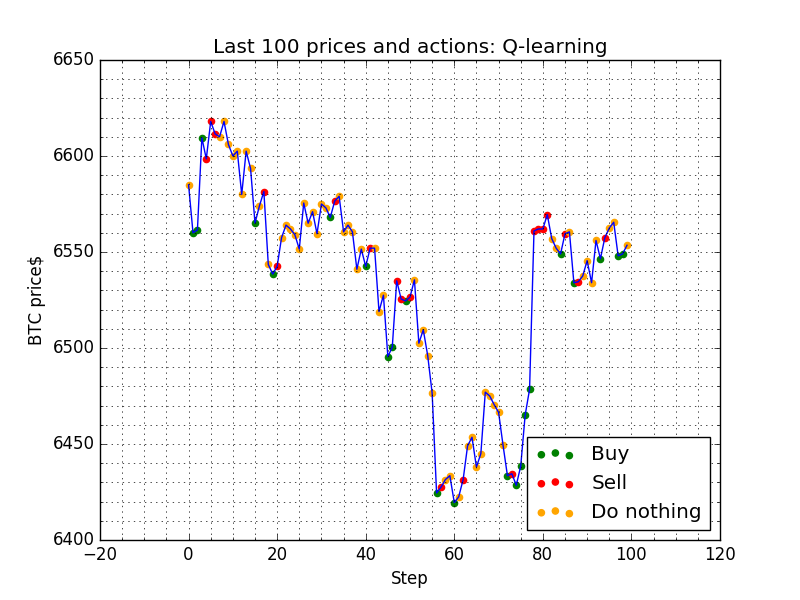 Last 100 prices and actions: Q-learning
6650
6600
6550
6500
6450
6400
BTC price$
Buy
Sell
Do nothing
−20 0 20 40 60 80 100 120
Step